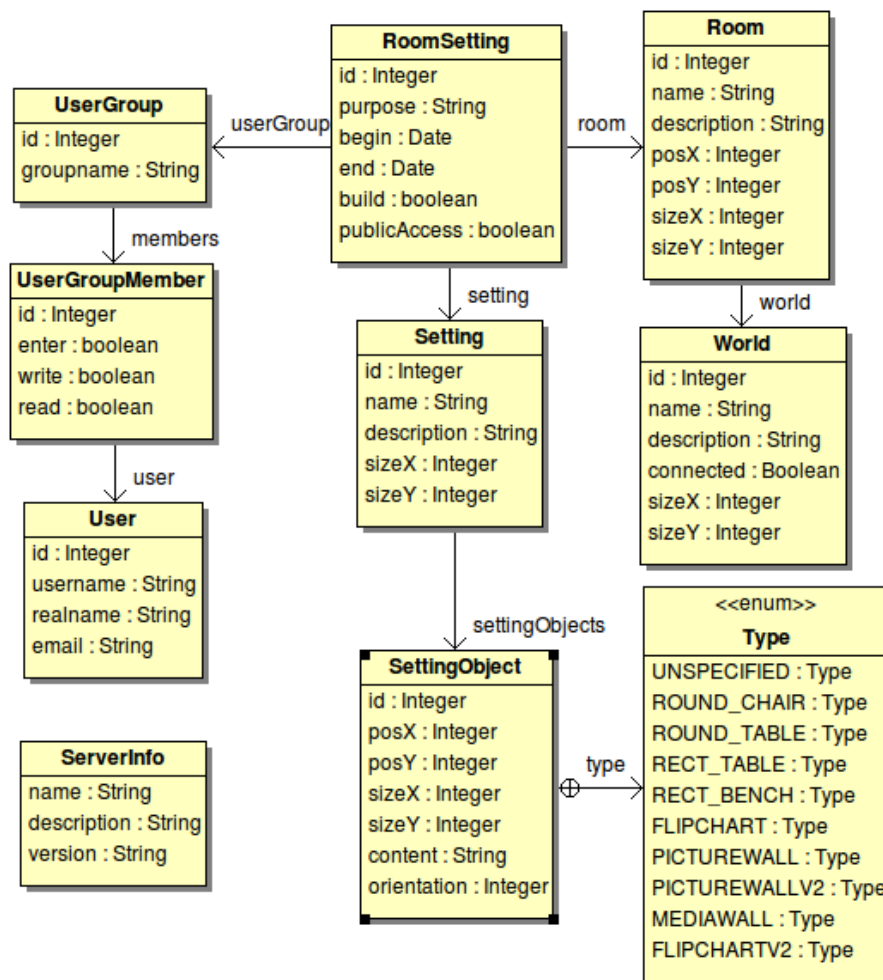 RoomSetting
id : Integer
purpose : String
begin : Date
end : Date
build : boolean
publicAccess : boolean
Room
id : Integer
name : String
description : String
posX : Integer
posY : Integer
sizeX : Integer
sizeY : Integer
UserGroup
id : Integer
groupname : String
userGroup
room
members
UserGroupMember
id : Integer
enter : boolean
write : boolean
read : boolean
setting
world
Setting
id : Integer
name : String
description : String
sizeX : Integer
sizeY : Integer
World
id : Integer
name : String
description : String
connected : Boolean
sizeX : Integer
sizeY : Integer
user
User
id : Integer
username : String
realname : String
email : String
settingObjects
SettingObject
id : Integer
posX : Integer
posY : Integer
sizeX : Integer
sizeY : Integer
content : String
orientation : Integer
type
<<enum>>
Type
UNSPECIFIED : Type
ROUND_CHAIR : Type
ROUND_TABLE : Type
RECT_TABLE : Type
RECT_BENCH : Type
FLIPCHART : Type
PICTUREWALL : Type
PICTUREWALLV2 : Type
MEDIAWALL : Type
FLIPCHARTV2 : Type
ServerInfo
name : String
description : String
version : String